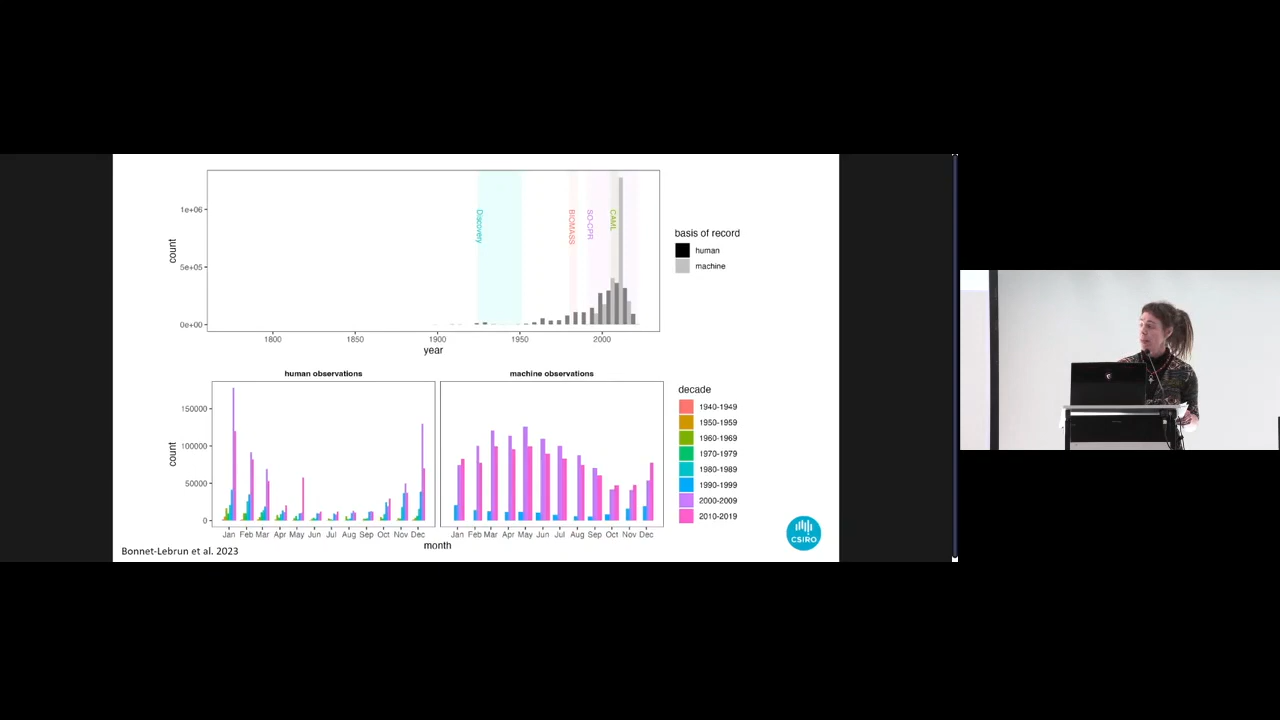 1e+06
5e+05
0e+00
count
Discovery
BIOMASS
SO-CPR
CAML
1800
1850
1900
1950
2000
year
basis of record
human
machine
human observations
machine observations
150000
100000
50000
0
count
Jan Feb Mar Apr May Jun Jul Aug Sep Oct Nov Dec
Jan Feb Mar Apr May Jun Jul Aug Sep Oct Nov Dec
month
decade
1940-1949
1950-1959
1960-1969
1970-1979
1980-1989
1990-1999
2000-2009
2010-2019
Bonnet-Lebrun et al. 2023
CSIRO